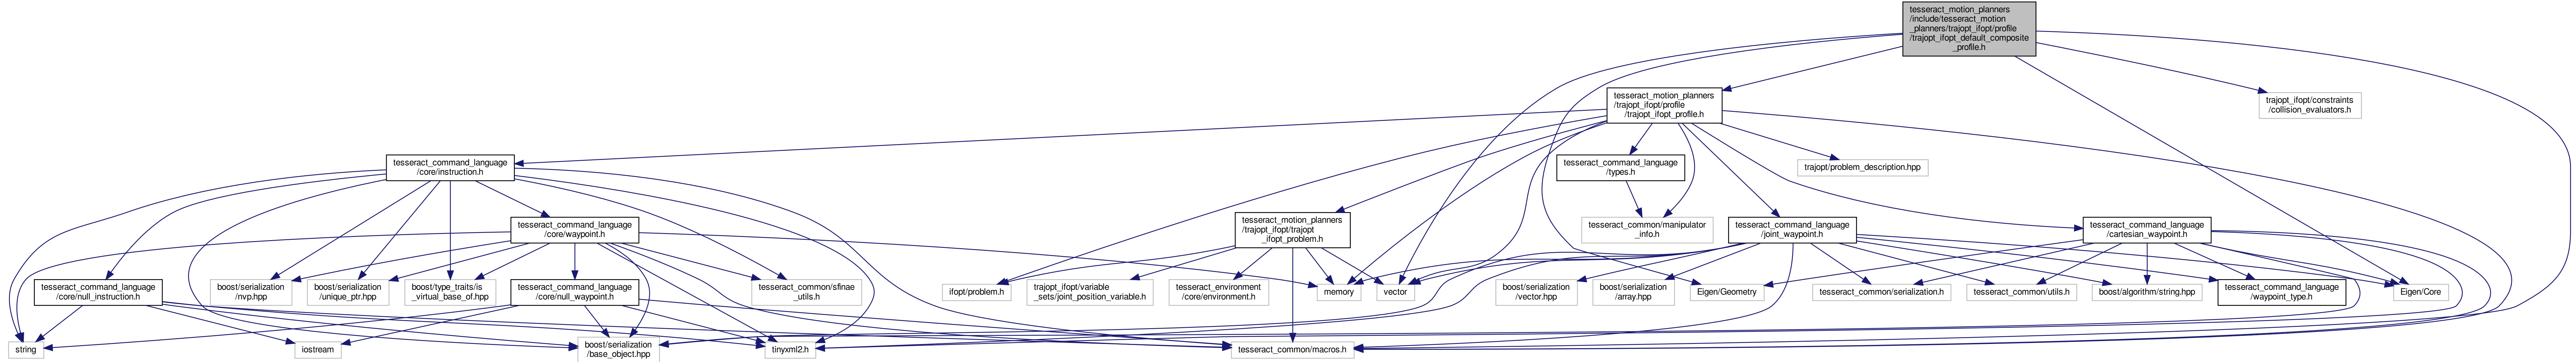 tesseract_motion_planners
/include/tesseract_motion
_planners/trajopt_ifopt/profile
/trajopt_ifopt_default_composite
_profile.h
tesseract_motion_planners
/trajopt_ifopt/profile
/trajopt_ifopt_profile.h
trajopt_ifopt/constraints
/collision_evaluators.h
tesseract_command_language
/core/instruction.h
tesseract_command_language
/types.h
trajopt/problem_description.hpp
tesseract_command_language
/core/waypoint.h
tesseract_motion_planners
/trajopt_ifopt/trajopt
_ifopt_problem.h
tesseract_common/manipulator
_info.h
tesseract_command_language
/joint_waypoint.h
tesseract_command_language
/cartesian_waypoint.h
tesseract_command_language
/core/null_instruction.h
boost/serialization
/nvp.hpp
boost/serialization
/unique_ptr.hpp
boost/type_traits/is
_virtual_base_of.hpp
tesseract_command_language
/core/null_waypoint.h
tesseract_common/sfinae
_utils.h
ifopt/problem.h
trajopt_ifopt/variable
_sets/joint_position_variable.h
tesseract_environment
/core/environment.h
memory
vector
boost/serialization
/vector.hpp
boost/serialization
/array.hpp
Eigen/Geometry
tesseract_common/serialization.h
tesseract_common/utils.h
boost/algorithm/string.hpp
tesseract_command_language
/waypoint_type.h
Eigen/Core
string
iostream
boost/serialization
/base_object.hpp
tinyxml2.h
tesseract_common/macros.h